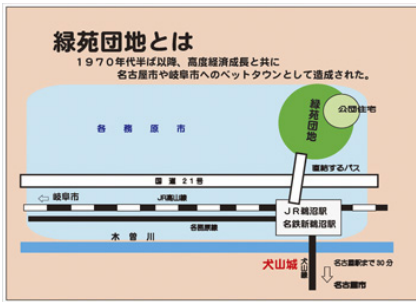 緑苑団地とは
1970年代半ば以降、高度経済成長と共に
名古屋市や岐阜市へのベットタウンとして造成された。
緑苑団地
公団住宅
各務原市
直結するバス
国道21号
岐阜市
JR高山線
JR鵜沼駅
名鉄新鵜沼駅
各務原線
木曽川
犬山城
犬山線
名古屋駅まで30分
名古屋市